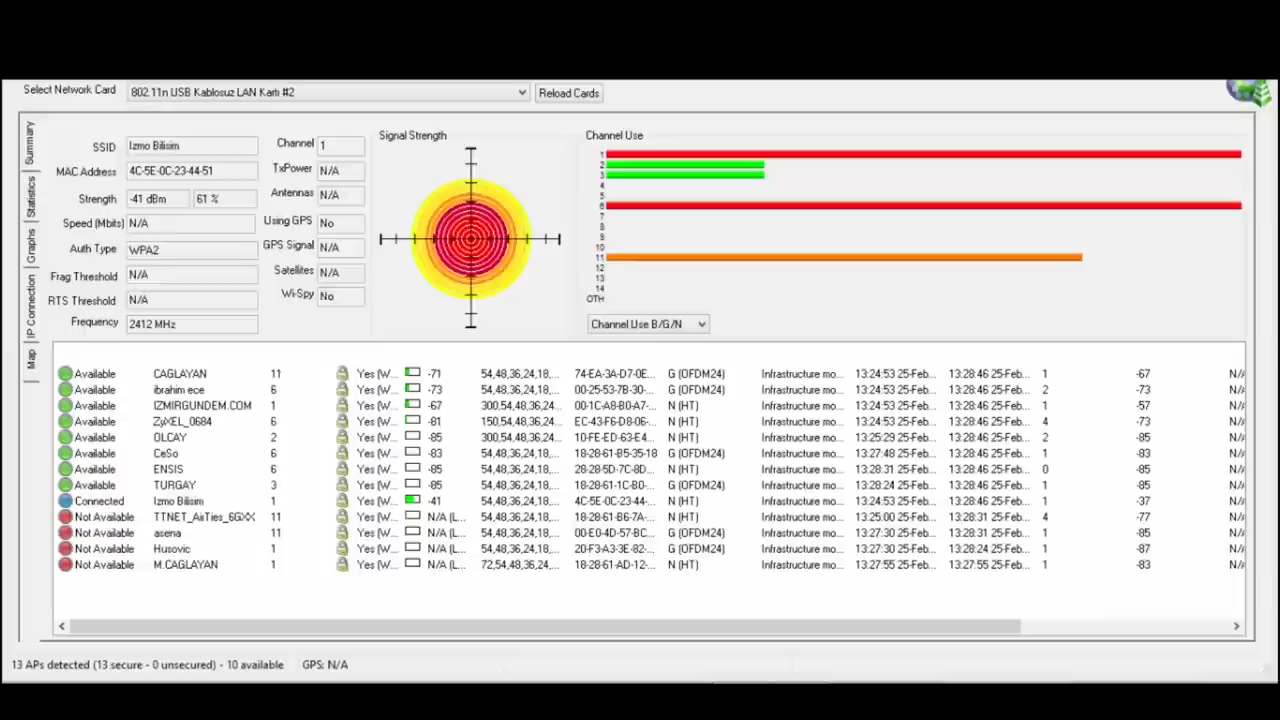 Select Network Card 802.11n USB Kablosuz LAN Kartı #2 Reload Cards
Summary
Statistics
Graphs
IP Connection
Map
SSID Izmo Bilisim
MAC Address 4C-5E-0C-23-44-51
Strength -41 dBm 61 %
Speed (Mbits) N/A
Auth Type WPA2
Frag Threshold N/A
RTS Threshold N/A
Frequency 2412 MHz
Channel 1
TxPower N/A
Antennas N/A
Using GPS No
GPS Signal N/A
Satellites N/A
Wi-Spy No
Signal Strength
Channel Use
1
2
3
4
5
6
7
8
9
10
11
12
13
14
OTH
Channel Use B/G/N
Available CAGLAYAN 11 Yes (W... -71 54,48,36,24,18,... 74-EA-3A-D7-0E-... G (OFDM24) Infrastructure mo... 13:24:53 25-Feb... 13:28:46 25-Feb... 1 -67 N/A
Available ibrahim ece 6 Yes (W... -73 54,48,36,24,18,... 00-25-53-7B-30-... G (OFDM24) Infrastructure mo... 13:24:53 25-Feb... 13:28:46 25-Feb... 2 -73 N/A
Available IZMIRGUNDEM.COM 1 Yes (W... -67 300,54,48,36,24... 00-1C-A8-B0-A7-... N (HT) Infrastructure mo... 13:24:53 25-Feb... 13:28:46 25-Feb... 1 -57 N/A
Available ZyXEL_0684 6 Yes (W... -81 150,54,48,36,24... EC-43-F6-D8-06-... N (HT) Infrastructure mo... 13:24:53 25-Feb... 13:28:46 25-Feb... 4 -73 N/A
Available OLCAY 2 Yes (W... -85 300,54,48,36,24... 10-FE-ED-63-E4... N (HT) Infrastructure mo... 13:25:29 25-Feb... 13:28:46 25-Feb... 2 -85 N/A
Available CeSo 6 Yes (W... -83 54,48,36,24,18,... 18-28-61-B5-35-18 G (OFDM24) Infrastructure mo... 13:27:48 25-Feb... 13:28:46 25-Feb... 1 -83 N/A
Available ENSIS 6 Yes (W... -85 54,48,36,24,18,... 28-28-5D-7C-8D... N (HT) Infrastructure mo... 13:28:31 25-Feb... 13:28:46 25-Feb... 0 -85 N/A
Available TURGAY 3 Yes (W... -85 54,48,36,24,18,... 18-28-61-1C-B0-... G (OFDM24) Infrastructure mo... 13:28:24 25-Feb... 13:28:46 25-Feb... 1 -85 N/A
Connected Izmo Bilisim 1 Yes (W... -41 54,48,36,24,18,... 4C-5E-0C-23-44-... N (HT) Infrastructure mo... 13:24:53 25-Feb... 13:28:46 25-Feb... 1 -37 N/A
Not Available TTNET_AirTies_6GXX 11 Yes (W... N/A (L... 54,48,36,24,18,... 18-28-61-B6-7A-... N (HT) Infrastructure mo... 13:25:00 25-Feb... 13:28:31 25-Feb... 4 -77 N/A
Not Available asena 11 Yes (W... N/A (L... 54,48,36,24,18,... 00-E0-4D-57-BC-... G (OFDM24) Infrastructure mo... 13:27:30 25-Feb... 13:28:31 25-Feb... 1 -85 N/A
Not Available Husovic 1 Yes (W... N/A (L... 54,48,36,24,18,... 20-F3-A3-3E-82-... G (OFDM24) Infrastructure mo... 13:27:30 25-Feb... 13:28:24 25-Feb... 1 -87 N/A
Not Available M.CAGLAYAN 1 Yes (W... N/A (L... 72,54,48,36,24,... 18-28-61-AD-12-... N (HT) Infrastructure mo... 13:27:55 25-Feb... 13:27:55 25-Feb... 1 -83 N/A
13 APs detected (13 secure - 0 unsecured) - 10 available GPS: N/A